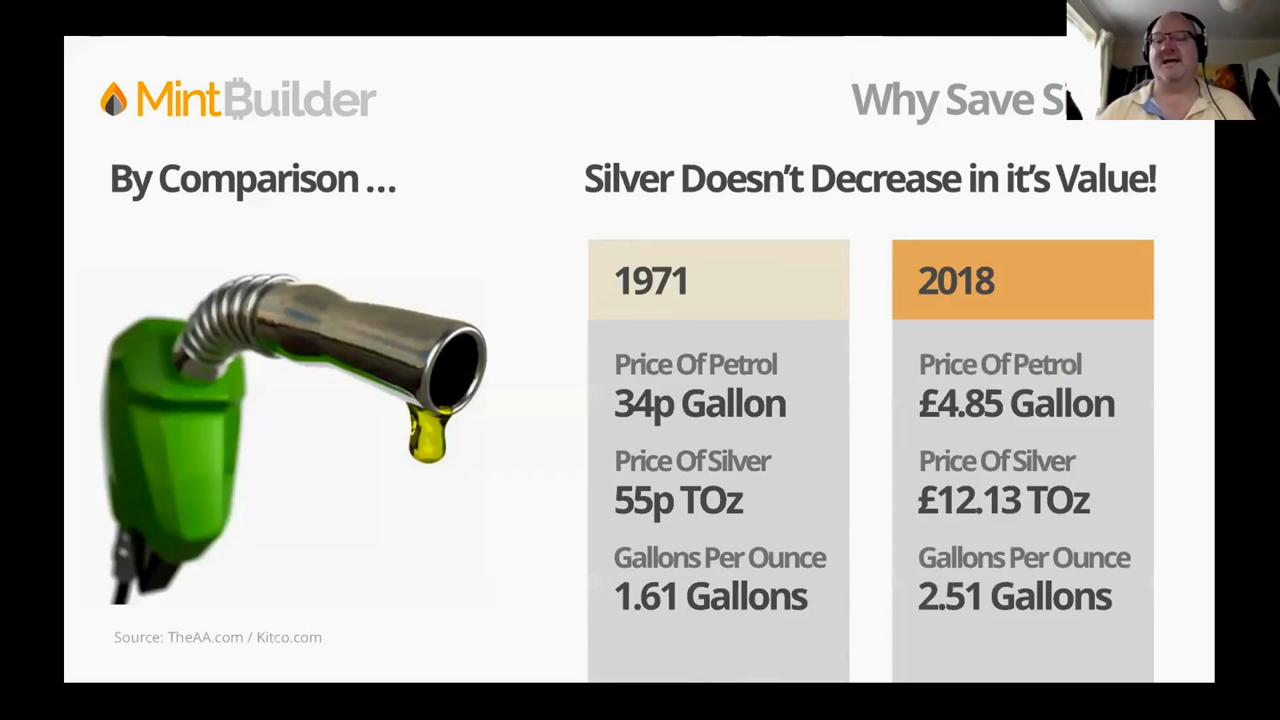 MintBuilder
Why Save
By Comparison ...
Silver Doesn't Decrease in it's Value!
1971
Price Of Petrol
34p Gallon
Price Of Silver
55p TOz
Gallons Per Ounce
1.61 Gallons
2018
Price Of Petrol
£4.85 Gallon
Price Of Silver
£12.13 TOz
Gallons Per Ounce
2.51 Gallons
Source: TheAA.com / Kitco.com